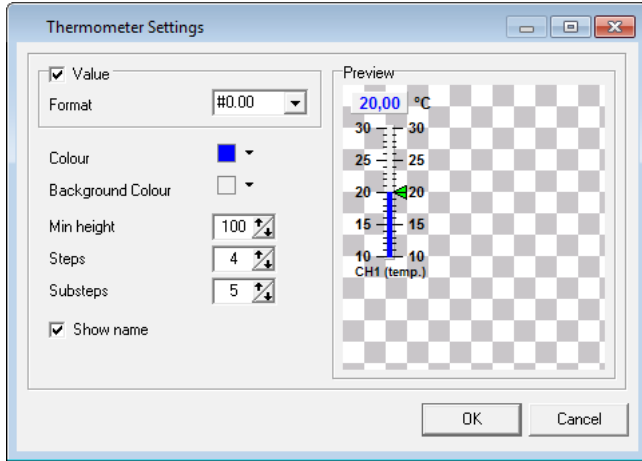 Thermometer Settings
Value
Format #0.00
Colour
Background Colour
Min height 100
Steps 4
Substeps 5
Show name
Preview
20,00 °C
30 30
25 25
20 20
15 15
10 10
CH1 (temp.)
OK Cancel